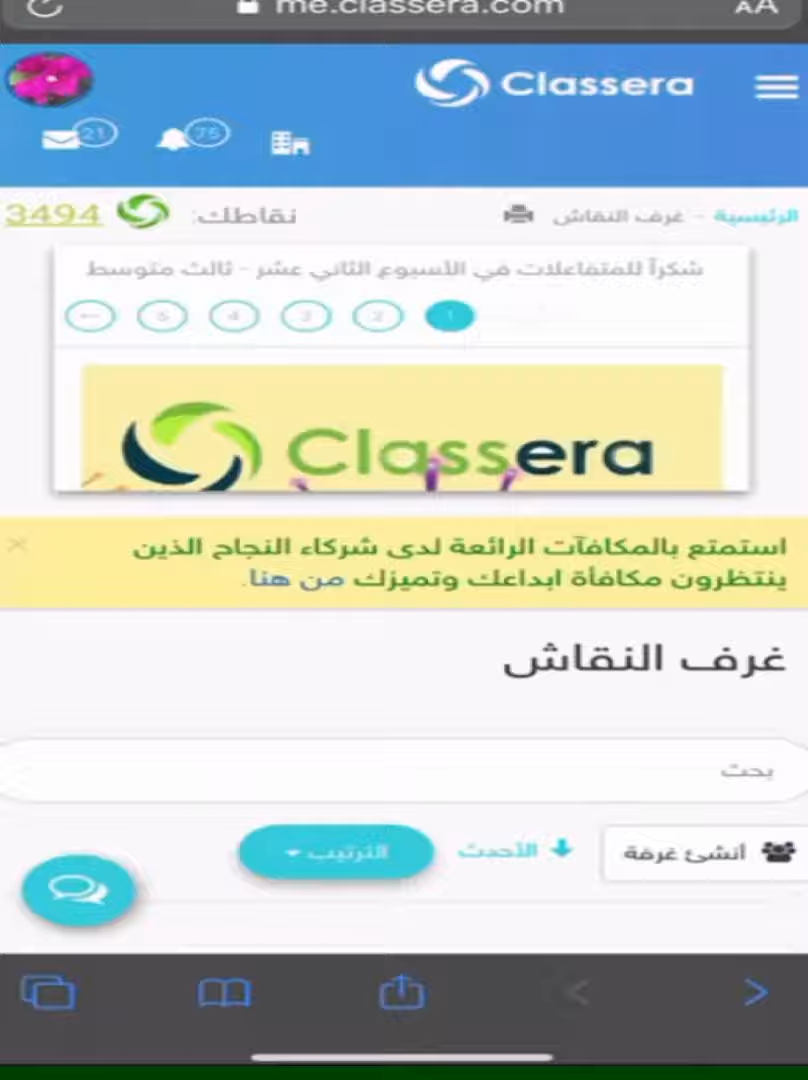 me.classera.com
AA
Classera
21
75
الرئيسية - غرف النقاش
نقاطك:
3494
شكراً للمتفاعلات في الأسبوع الثاني عشر - ثالث متوسط
1
2
3
4
5
Classera
استمتع بالمكافآت الرائعة لدى شركاء النجاح الذين
ينتظرون مكافأة ابداعك وتميزك من هنا.
غرف النقاش
بحث
أنشئ غرفة
الأحدث
الترتيب